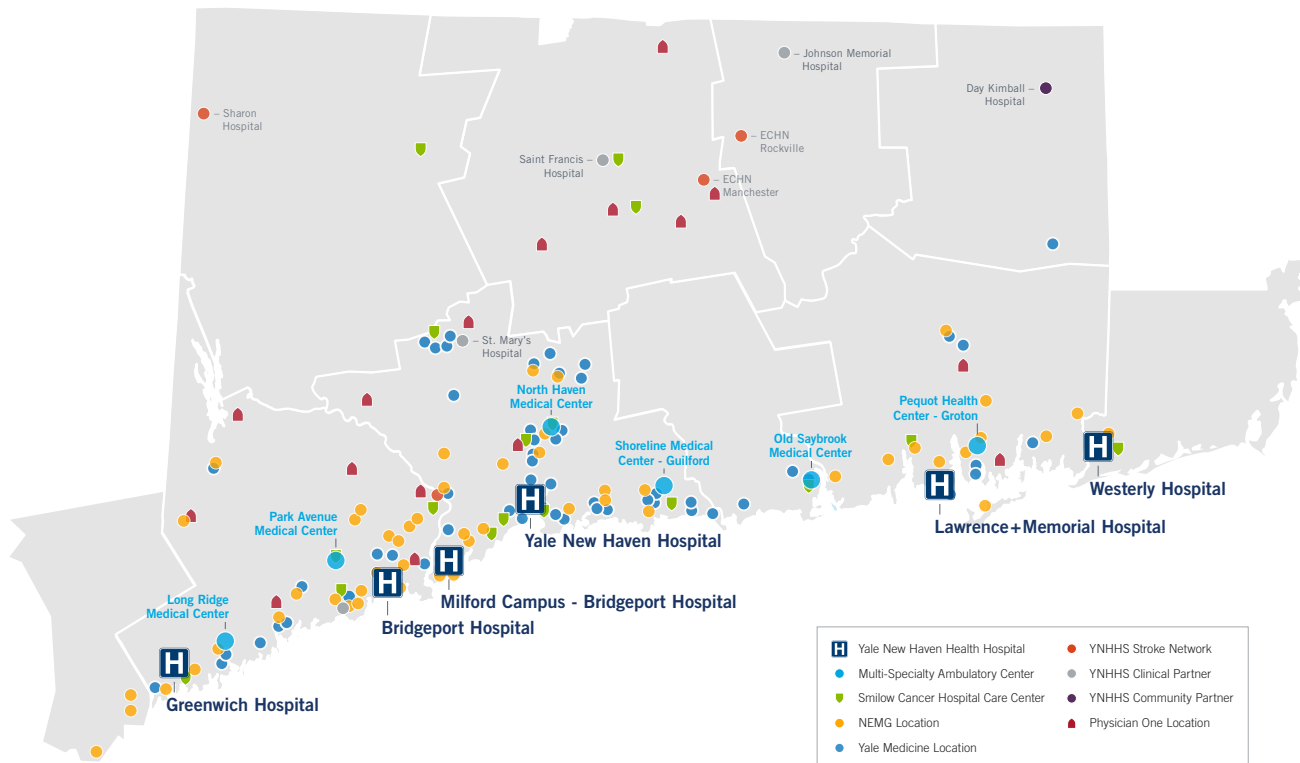 – Johnson Memorial
Hospital
Day Kimball –
Hospital
– Sharon
Hospital
– ECHN
Rockville
Saint Francis –
Hospital
– ECHN
Manchester
– St. Mary's
Hospital
North Haven
Medical Center
Pequot Health
Center - Groton
Shoreline Medical
Center - Guilford
Old Saybrook
Medical Center
H
Westerly Hospital
H
Lawrence+Memorial Hospital
H
Yale New Haven Hospital
Park Avenue
Medical Center
H
Milford Campus - Bridgeport Hospital
H
Bridgeport Hospital
Long Ridge
Medical Center
H
Greenwich Hospital
H Yale New Haven Health Hospital
Multi-Specialty Ambulatory Center
Smilow Cancer Hospital Care Center
NEMG Location
Yale Medicine Location
YNHHS Stroke Network
YNHHS Clinical Partner
YNHHS Community Partner
Physician One Location